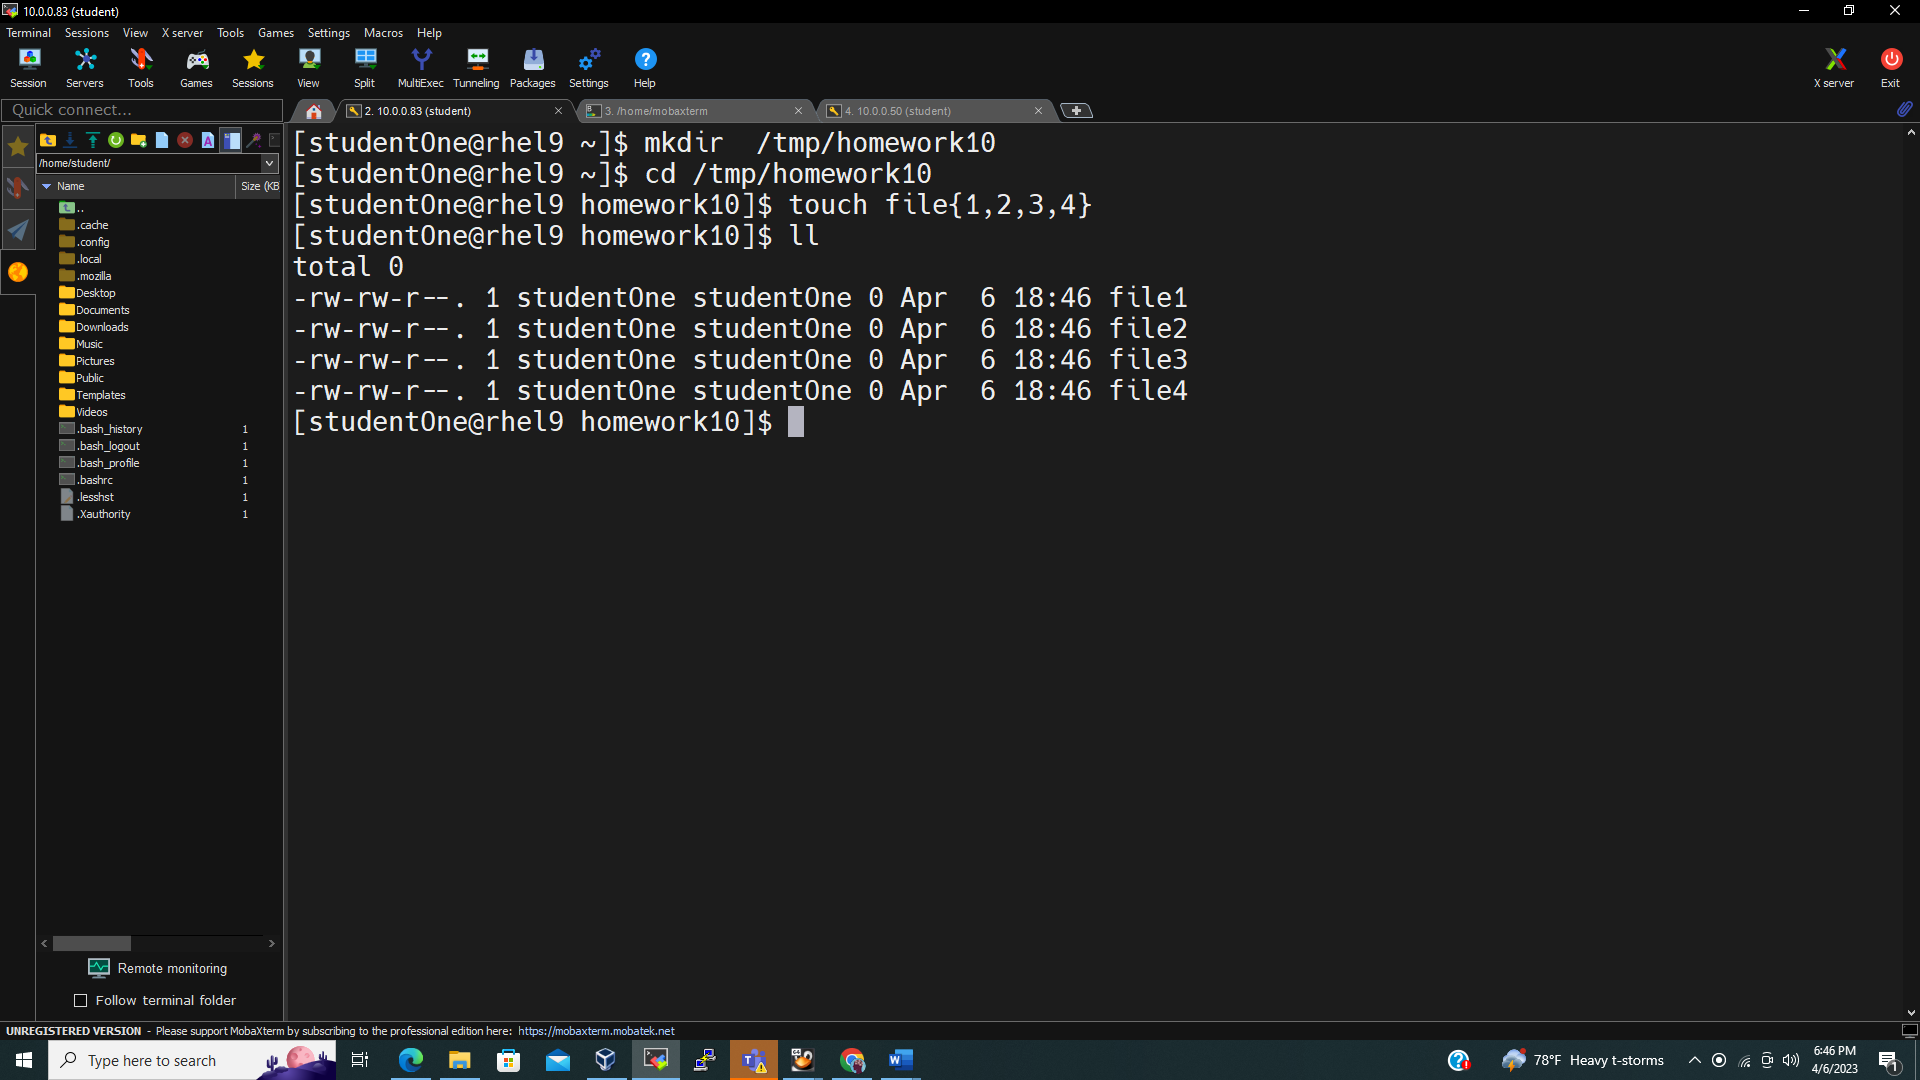 10.0.0.83 (student)
Terminal Sessions View X server Tools Games Settings Macros Help
Session Servers Tools Games Sessions View Split MultiExec Tunneling Packages Settings Help X server Exit
Quick connect...
2. 10.0.0.83 (student)
3. /home/mobaxterm
4. 10.0.0.50 (student)
/home/student/
Name Size (KB
..
.cache
.config
.local
.mozilla
Desktop
Documents
Downloads
Music
Pictures
Public
Templates
Videos
.bash_history 1
.bash_logout 1
.bash_profile 1
.bashrc 1
.lesshst 1
.Xauthority 1
Remote monitoring
Follow terminal folder
[studentOne@rhel9 ~]$ mkdir  /tmp/homework10
[studentOne@rhel9 ~]$ cd /tmp/homework10
[studentOne@rhel9 homework10]$ touch file{1,2,3,4}
[studentOne@rhel9 homework10]$ ll
total 0
-rw-rw-r--. 1 studentOne studentOne 0 Apr  6 18:46 file1
-rw-rw-r--. 1 studentOne studentOne 0 Apr  6 18:46 file2
-rw-rw-r--. 1 studentOne studentOne 0 Apr  6 18:46 file3
-rw-rw-r--. 1 studentOne studentOne 0 Apr  6 18:46 file4
[studentOne@rhel9 homework10]$
UNREGISTERED VERSION - Please support MobaXterm by subscribing to the professional edition here: https://mobaxterm.mobatek.net
Type here to search
78°F Heavy t-storms
6:46 PM
4/6/2023
1